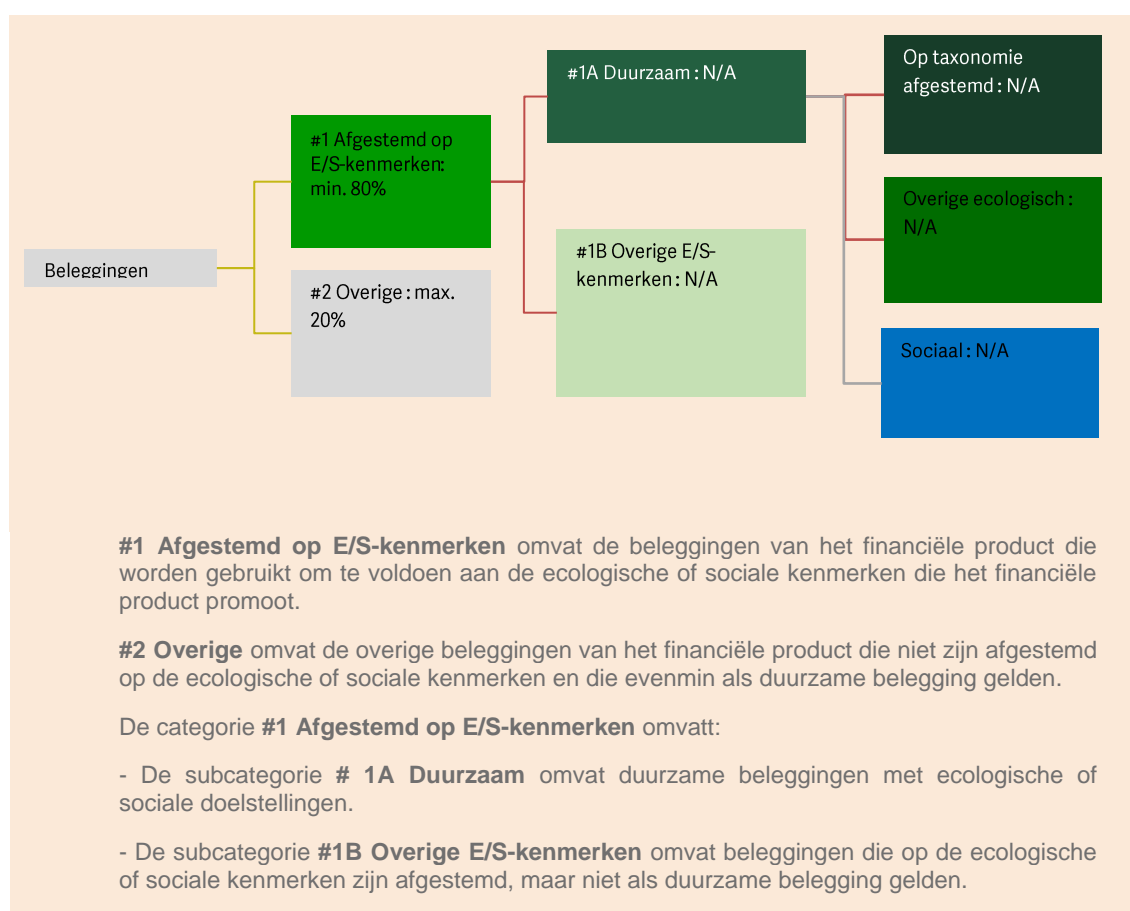 Beleggingen
#1 Afgestemd op
E/S-kenmerken:
min. 80%
#2 Overige : max.
20%
#1A Duurzaam : N/A
#1B Overige E/S-
kenmerken : N/A
Op taxonomie
afgestemd : N/A
Overige ecologisch :
N/A
Sociaal : N/A
#1 Afgestemd op E/S-kenmerken omvat de beleggingen van het financiële product die
worden gebruikt om te voldoen aan de ecologische of sociale kenmerken die het financiële
product promoot.
#2 Overige omvat de overige beleggingen van het financiële product die niet zijn afgestemd
op de ecologische of sociale kenmerken en die evenmin als duurzame belegging gelden.
De categorie #1 Afgestemd op E/S-kenmerken omvatt:
- De subcategorie # 1A Duurzaam omvat duurzame beleggingen met ecologische of
sociale doelstellingen.
- De subcategorie #1B Overige E/S-kenmerken omvat beleggingen die op de ecologische
of sociale kenmerken zijn afgestemd, maar niet als duurzame belegging gelden.